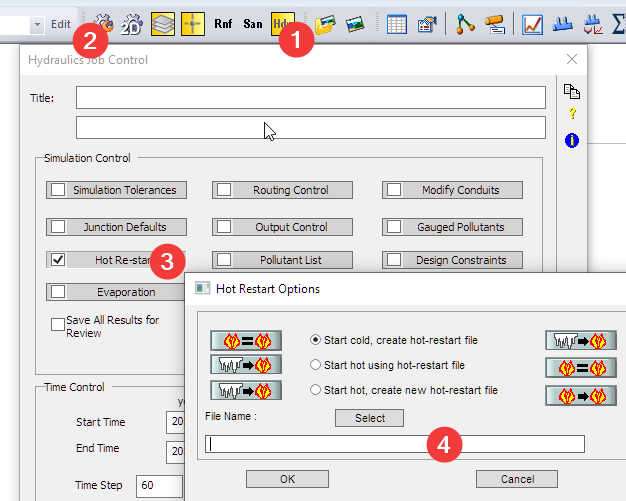 Edit
2D
Rnf
San
Hd
1
2
Hydraulics Job Control
Title:
Simulation Control
Simulation Tolerances
Routing Control
Modify Conduits
Junction Defaults
Output Control
Gauged Pollutants
Hot Re-star
3
Pollutant List
Design Constraints
Evaporation
Save All Results for
Review
Hot Restart Options
Start cold, create hot-restart file
Start hot using hot-restart file
Start hot, create new hot-restart file
File Name :
Select
4
OK
Cancel
Time Control
Start Time
20
End Time
20
Time Step
60